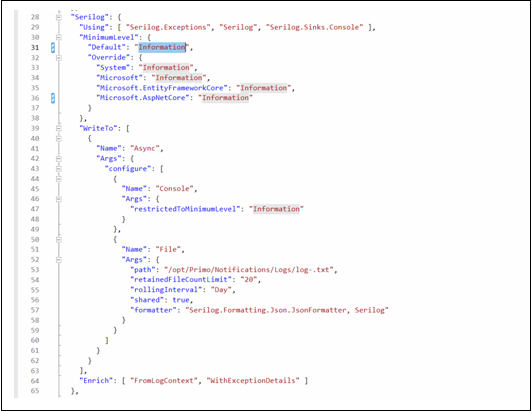 28 "Serilog": {
29 "Using": [ "Serilog.Exceptions", "Serilog", "Serilog.Sinks.Console" ],
30 "MinimumLevel": {
31 "Default": "Information",
32 "Override": {
33 "System": "Information",
34 "Microsoft": "Information",
35 "Microsoft.EntityFrameworkCore": "Information",
36 "Microsoft.AspNetCore": "Information"
37 }
38 },
39 "WriteTo": [
40 {
41 "Name": "Async",
42 "Args": {
43 "configure": [
44 {
45 "Name": "Console",
46 "Args": {
47 "restrictedToMinimumLevel": "Information"
48 }
49 },
50 {
51 "Name": "File",
52 "Args": {
53 "path": "/opt/Primo/Notifications/Logs/log-.txt",
54 "retainedFileCountLimit": "20",
55 "rollingInterval": "Day",
56 "shared": true,
57 "formatter": "Serilog.Formatting.Json.JsonFormatter, Serilog"
58 }
59 }
60 ]
61 }
62 }
63 ],
64 "Enrich": [ "FromLogContext", "WithExceptionDetails" ]
65 },